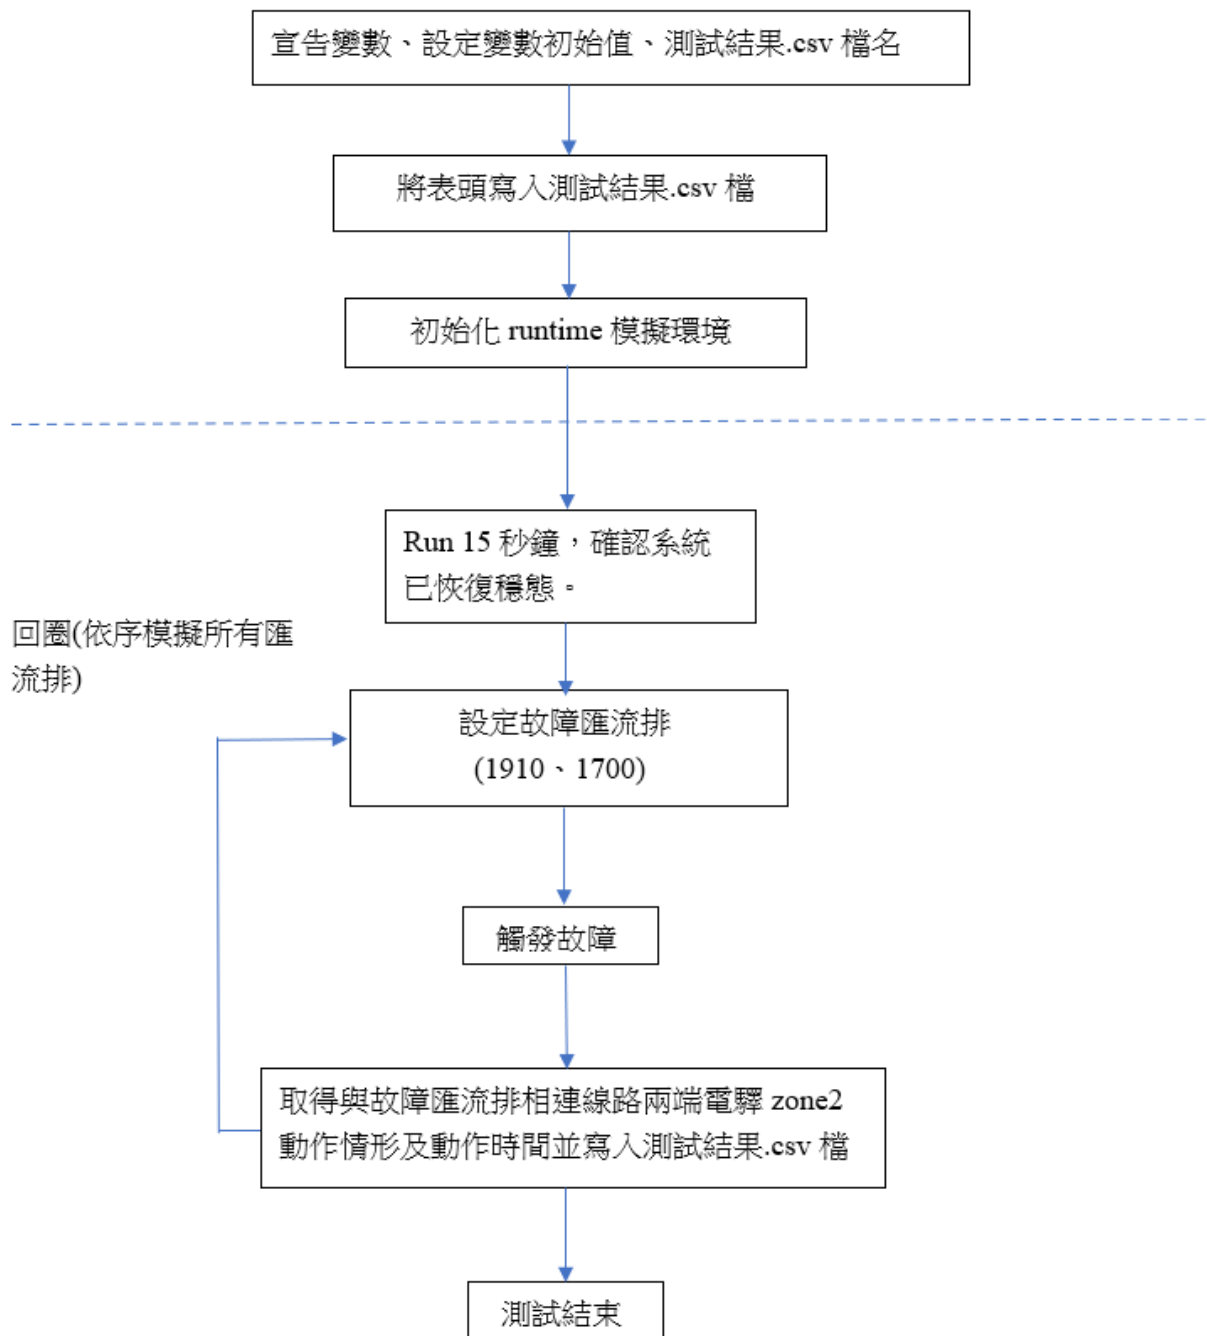 宣告變數、設定變數初始值、測試結果.csv 檔名
將表頭寫入測試結果.csv 檔
初始化 runtime 模擬環境
Run 15 秒鐘，確認系統
已恢復穩態。
回圈(依序模擬所有匯
流排)
設定故障匯流排
(1910、1700)
觸發故障
取得與故障匯流排相連線路兩端電驛 zone2
動作情形及動作時間並寫入測試結果.csv 檔
測試結束